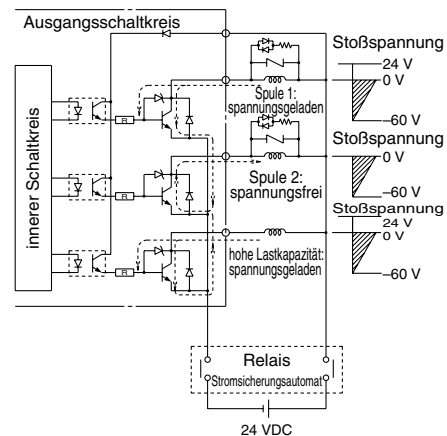 Ausgangsschaltkreis
innerer Schaltkreis
Stoßspannung
24 V
0 V
–60 V
Spule 1:
spannungsgeladen
Stoßspannung
0 V
–60 V
Spule 2:
spannungsfrei
Stoßspannung
24 V
0 V
–60 V
hohe Lastkapazität:
spannungsgeladen
R
R
R
Relais
Stromsicherungsautomat
24 VDC